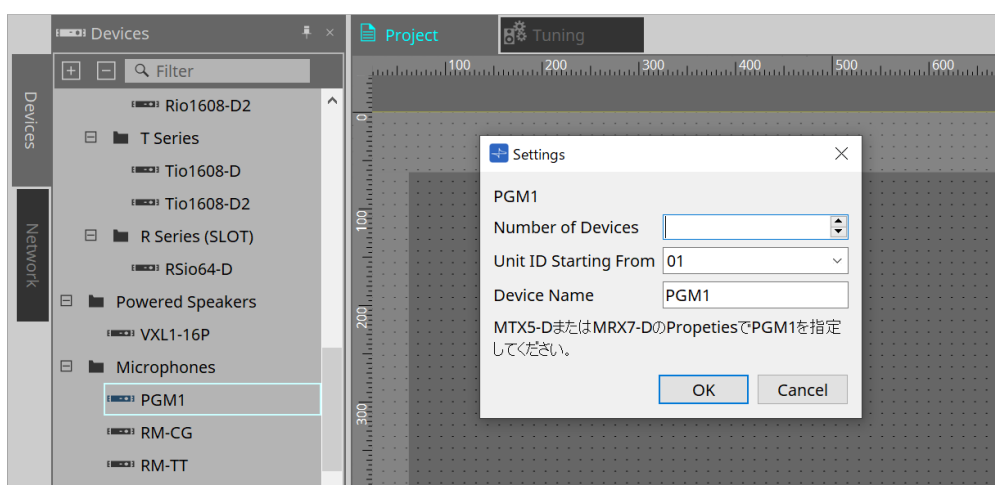 Devices
Project
Tuning
Filter
100 200 300 400 500 600
Devices
Network
Rio1608-D2
T Series
Tio1608-D
Tio1608-D2
R Series (SLOT)
RSio64-D
Powered Speakers
VXL1-16P
Microphones
PGM1
RM-CG
RM-TT
0
100
200
300
Settings
PGM1
Number of Devices
Unit ID Starting From 01
Device Name PGM1
MTX5-DまたはMRX7-DのPropetiesでPGM1を指定
してください。
OK Cancel